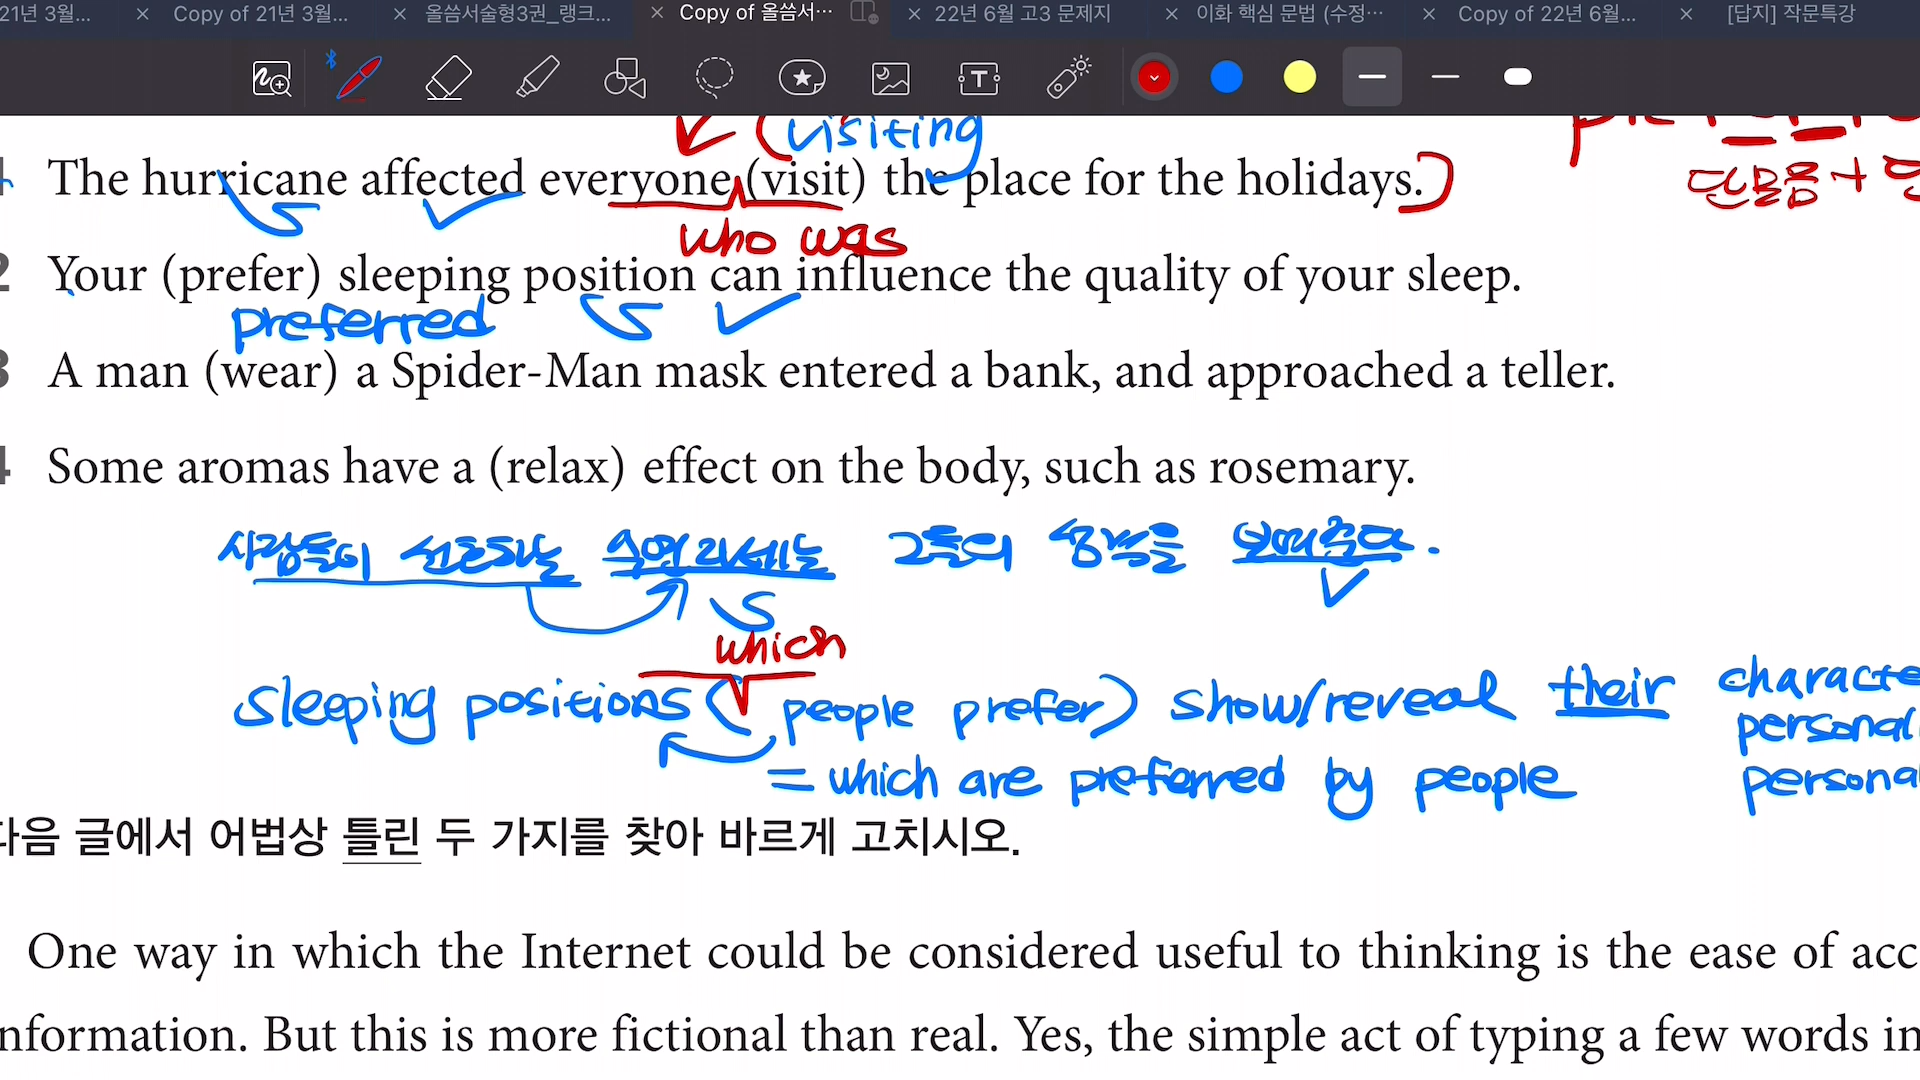 21년 3월... × Copy of 21년 3월... × 올씀서술형3권_랭크... × Copy of 올씀서... × 22년 6월 고3 문제지 × 이화 핵심 문법 (수정... × Copy of 22년 6월... × [답지] 작문특강
(visiting
The hurricane affected everyone (visit) the place for the holidays.)
단모음 +
who was
2 Your (prefer) sleeping position can influence the quality of your sleep.
S ✓
preferred S ✓
3 A man (wear) a Spider-Man mask entered a bank, and approached a teller.
4 Some aromas have a (relax) effect on the body, such as rosemary.
사람들이 선호하는 수면자세는 그들의 성격을 보여준다.
S ✓
which
sleeping positions (people prefer) show/reveal their characte
personal
= which are preferred by people persona
다음 글에서 어법상 틀린 두 가지를 찾아 바르게 고치시오.
One way in which the Internet could be considered useful to thinking is the ease of acc
nformation. But this is more fictional than real. Yes, the simple act of typing a few words in